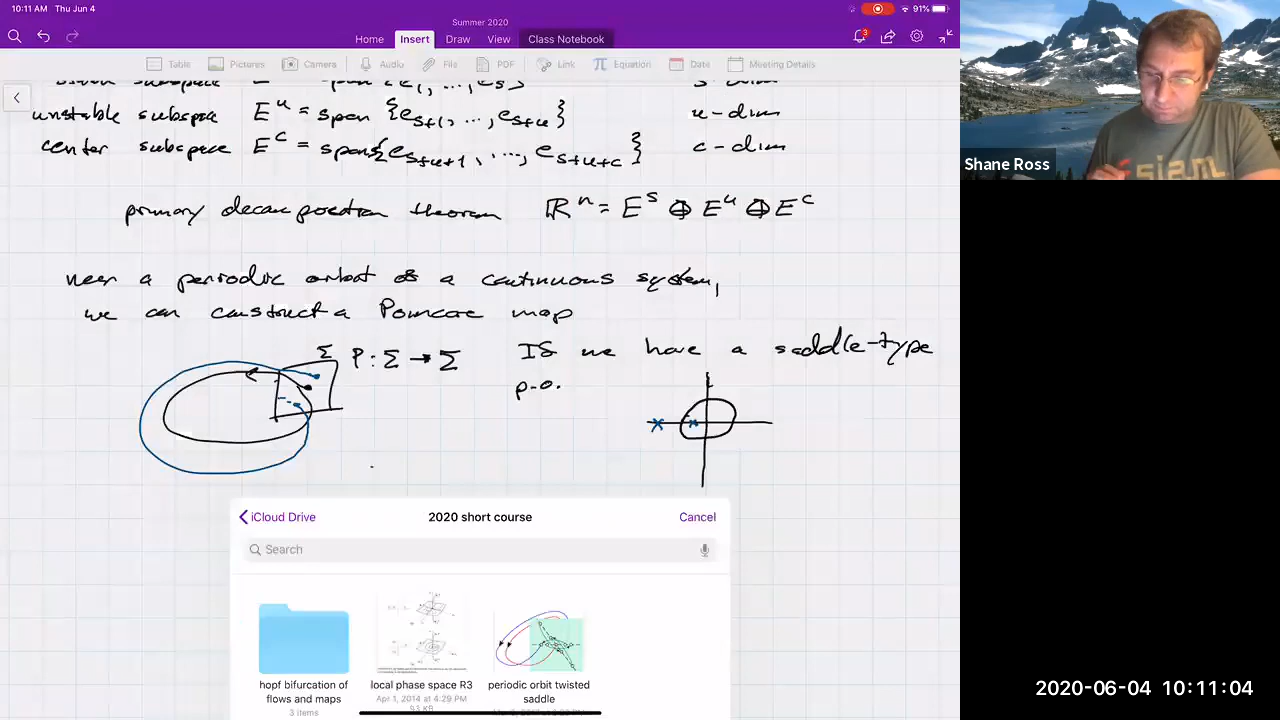 10:11 AM Thu Jun 4
Summer 2020
91%
Home Insert Draw View Class Notebook
3
Table Pictures Camera Audio File PDF Link Equation Date Meeting Details
unstable subspace E^u = span {e_{s+1}, ..., e_{s+u}} u-dim
center subspace E^c = span {e_{s+u+1}, ..., e_{s+u+c}} c-dim
primary decomposition theorem ℝ^n = E^s ⊕ E^u ⊕ E^c
near a periodic orbit of a continuous system,
we can construct a Poincare map
Σ P: Σ → Σ If we have a saddle-type
p.o.
iCloud Drive 2020 short course Cancel
Search
hopf bifurcation of flows and maps
3 items
local phase space R3
Apr 1, 2014 at 4:29 PM
93 KB
periodic orbit twisted saddle
Shane Ross
siam
2020-06-04 10:11:04